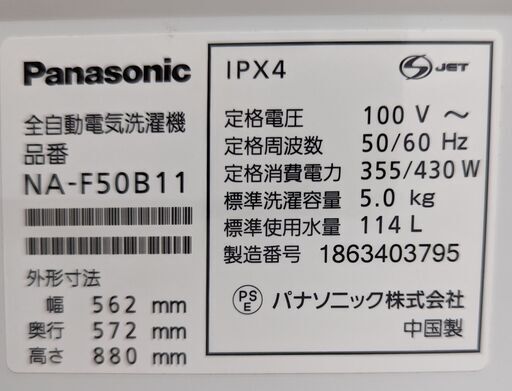 Panasonic
全自動電気洗濯機
品番
NA-F50B11
外形寸法
幅 562 mm
奥行 572 mm
高さ 880 mm
IPX4
S JET
定格電圧 100 V ～
定格周波数 50/60 Hz
定格消費電力 355/430 W
標準洗濯容量 5.0 kg
標準使用水量 114 L
製造番号 1863403795
PS E パナソニック株式会社
中国製